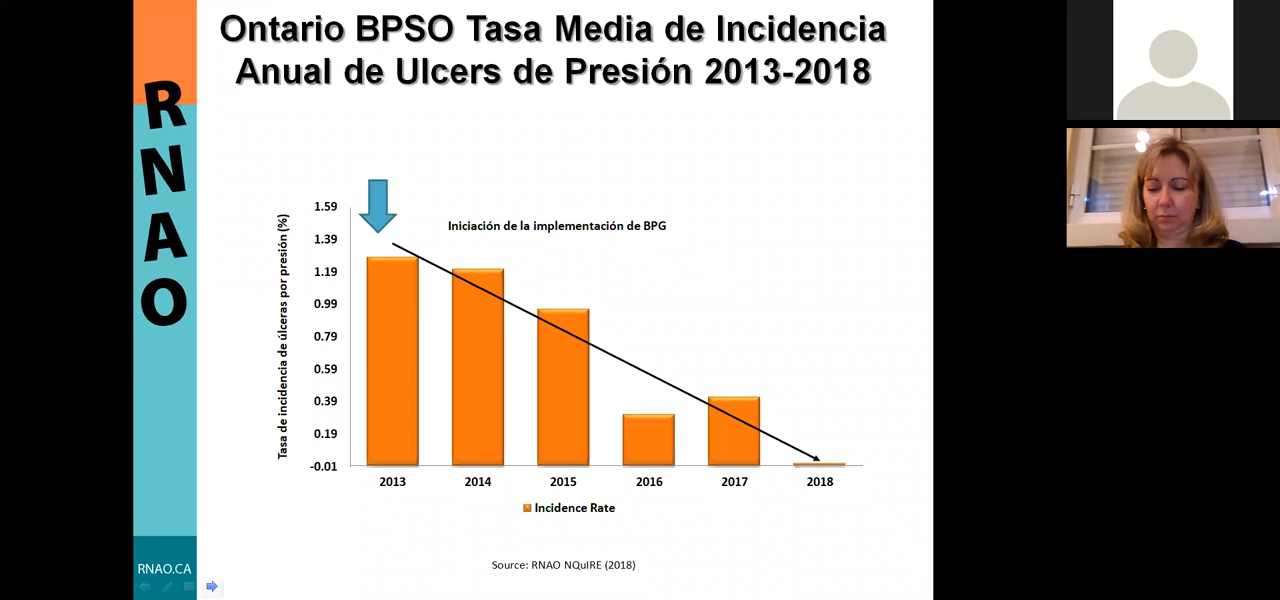 Ontario BPSO Tasa Media de Incidencia
Anual de Ulcers de Presión 2013-2018
RNAO
Tasa de incidencia de úlceras por presión (%)
1.59
1.39
1.19
0.99
0.79
0.59
0.39
0.19
-0.01
Iniciación de la implementación de BPG
2013 2014 2015 2016 2017 2018
Incidence Rate
Source: RNAO NQuIRE (2018)
RNAO.CA